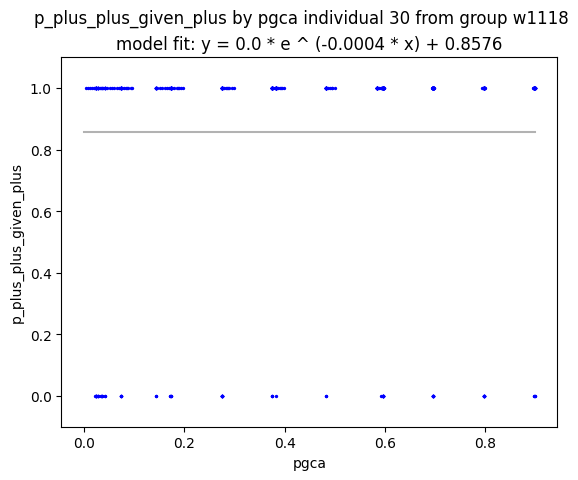 p_plus_plus_given_plus by pgca individual 30 from group w1118
model fit: y = 0.0 * e ^ (-0.0004 * x) + 0.8576
1.0
0.8
0.6
0.4
0.2
0.0
p_plus_plus_given_plus
0.0 0.2 0.4 0.6 0.8
pgca